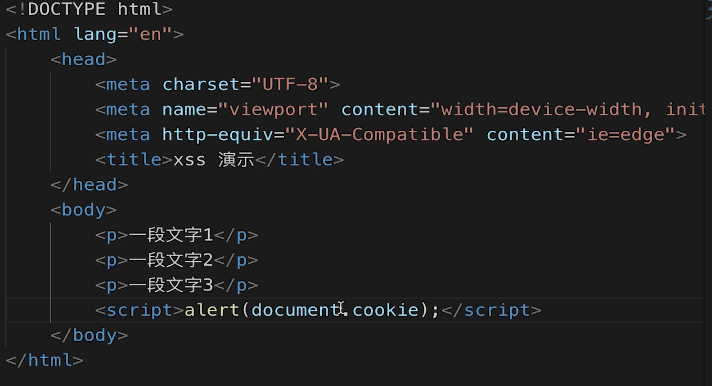 <!DOCTYPE html>
<html lang="en">
<head>
<meta charset="UTF-8">
<meta name="viewport" content="width=device-width, init
<meta http-equiv="X-UA-Compatible" content="ie=edge">
<title>xss 演示</title>
</head>
<body>
<p>一段文字1</p>
<p>一段文字2</p>
<p>一段文字3</p>
<script>alert(document.cookie);</script>
</body>
</html>